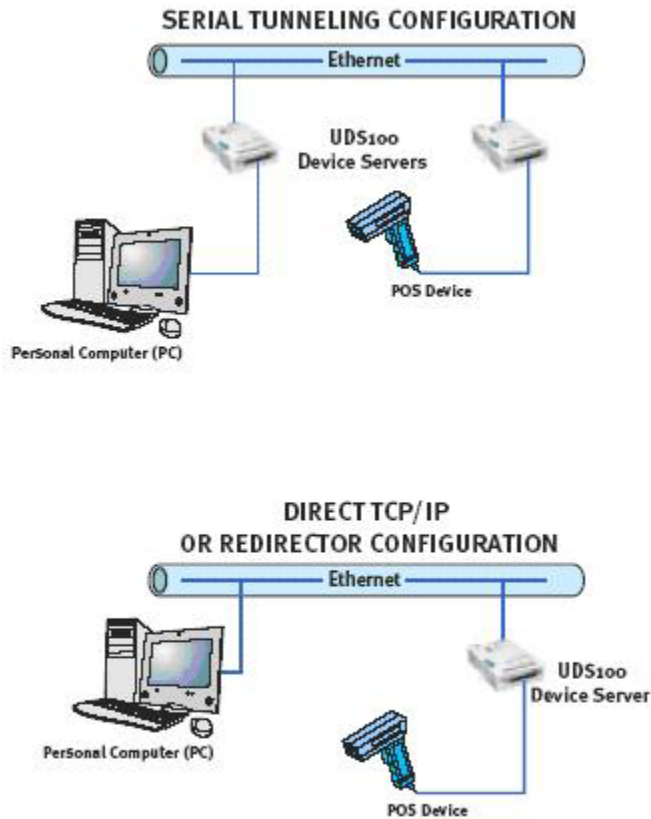 SERIAL TUNNELING CONFIGURATION
Ethernet
UDS100
Device Servers
POS Device
Personal Computer (PC)
DIRECT TCP/IP
OR REDIRECTOR CONFIGURATION
Ethernet
UDS100
Device Server
Personal Computer (PC)
POS Device